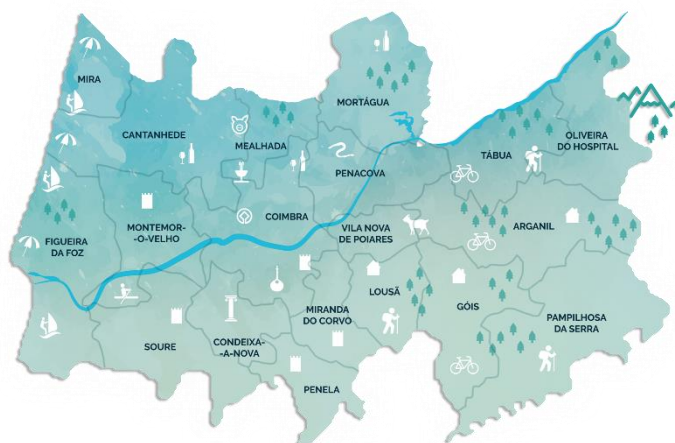 MIRA
MORTÁGUA
CANTANHEDE
MEALHADA
OLIVEIRA
DO HOSPITAL
TÁBUA
PENACOVA
COIMBRA
MONTEMOR-
-O-VELHO
VILA NOVA
DE POIARES
ARGANIL
FIGUEIRA
DA FOZ
LOUSÃ
GÓIS
MIRANDA
DO CORVO
PAMPILHOSA
DA SERRA
SOURE
CONDEIXA-
-A-NOVA
PENELA